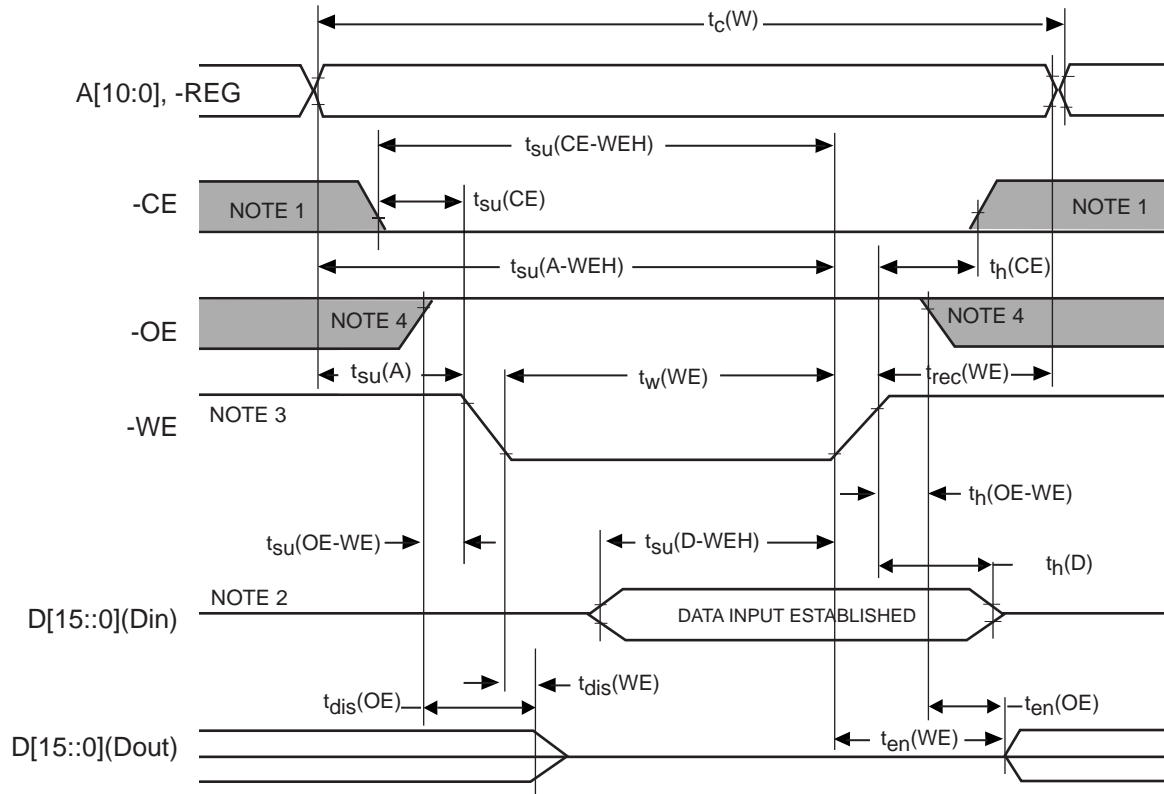 tc(W)
A[10:0], -REG
tsu(CE-WEH)
-CE
NOTE 1
tsu(CE)
NOTE 1
tsu(A-WEH)
th(CE)
-OE
NOTE 4
NOTE 4
tsu(A)
tw(WE)
trec(WE)
-WE
NOTE 3
th(OE-WE)
tsu(OE-WE)
tsu(D-WEH)
th(D)
NOTE 2
D[15::0](Din)
DATA INPUT ESTABLISHED
tdis(WE)
tdis(OE)
ten(OE)
D[15::0](Dout)
ten(WE)